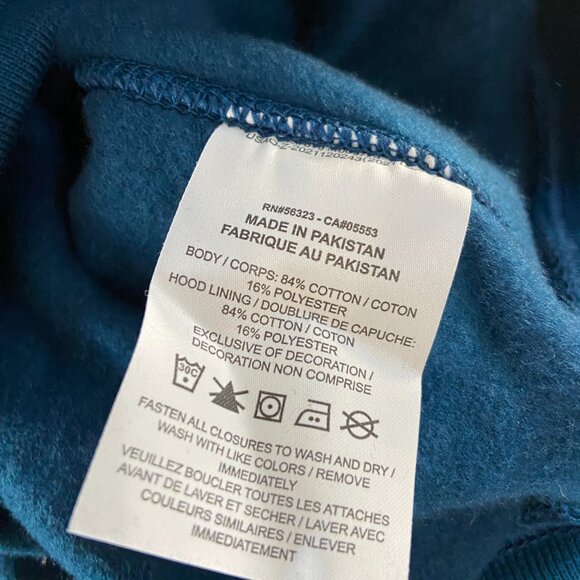 RN#56323 - CA#05553
MADE IN PAKISTAN
FABRIQUE AU PAKISTAN
BODY / CORPS: 84% COTTON / COTON
16% POLYESTER
HOOD LINING / DOUBLURE DE CAPUCHE:
84% COTTON / COTON
16% POLYESTER
EXCLUSIVE OF DECORATION /
DECORATION NON COMPRISE
30C
FASTEN ALL CLOSURES TO WASH AND DRY /
WASH WITH LIKE COLORS / REMOVE
IMMEDIATELY
VEUILLEZ BOUCLER TOUTES LES ATTACHES
AVANT DE LAVER ET SECHER / LAVER AVEC
COULEURS SIMILAIRES / ENLEVER
IMMEDIATEMENT